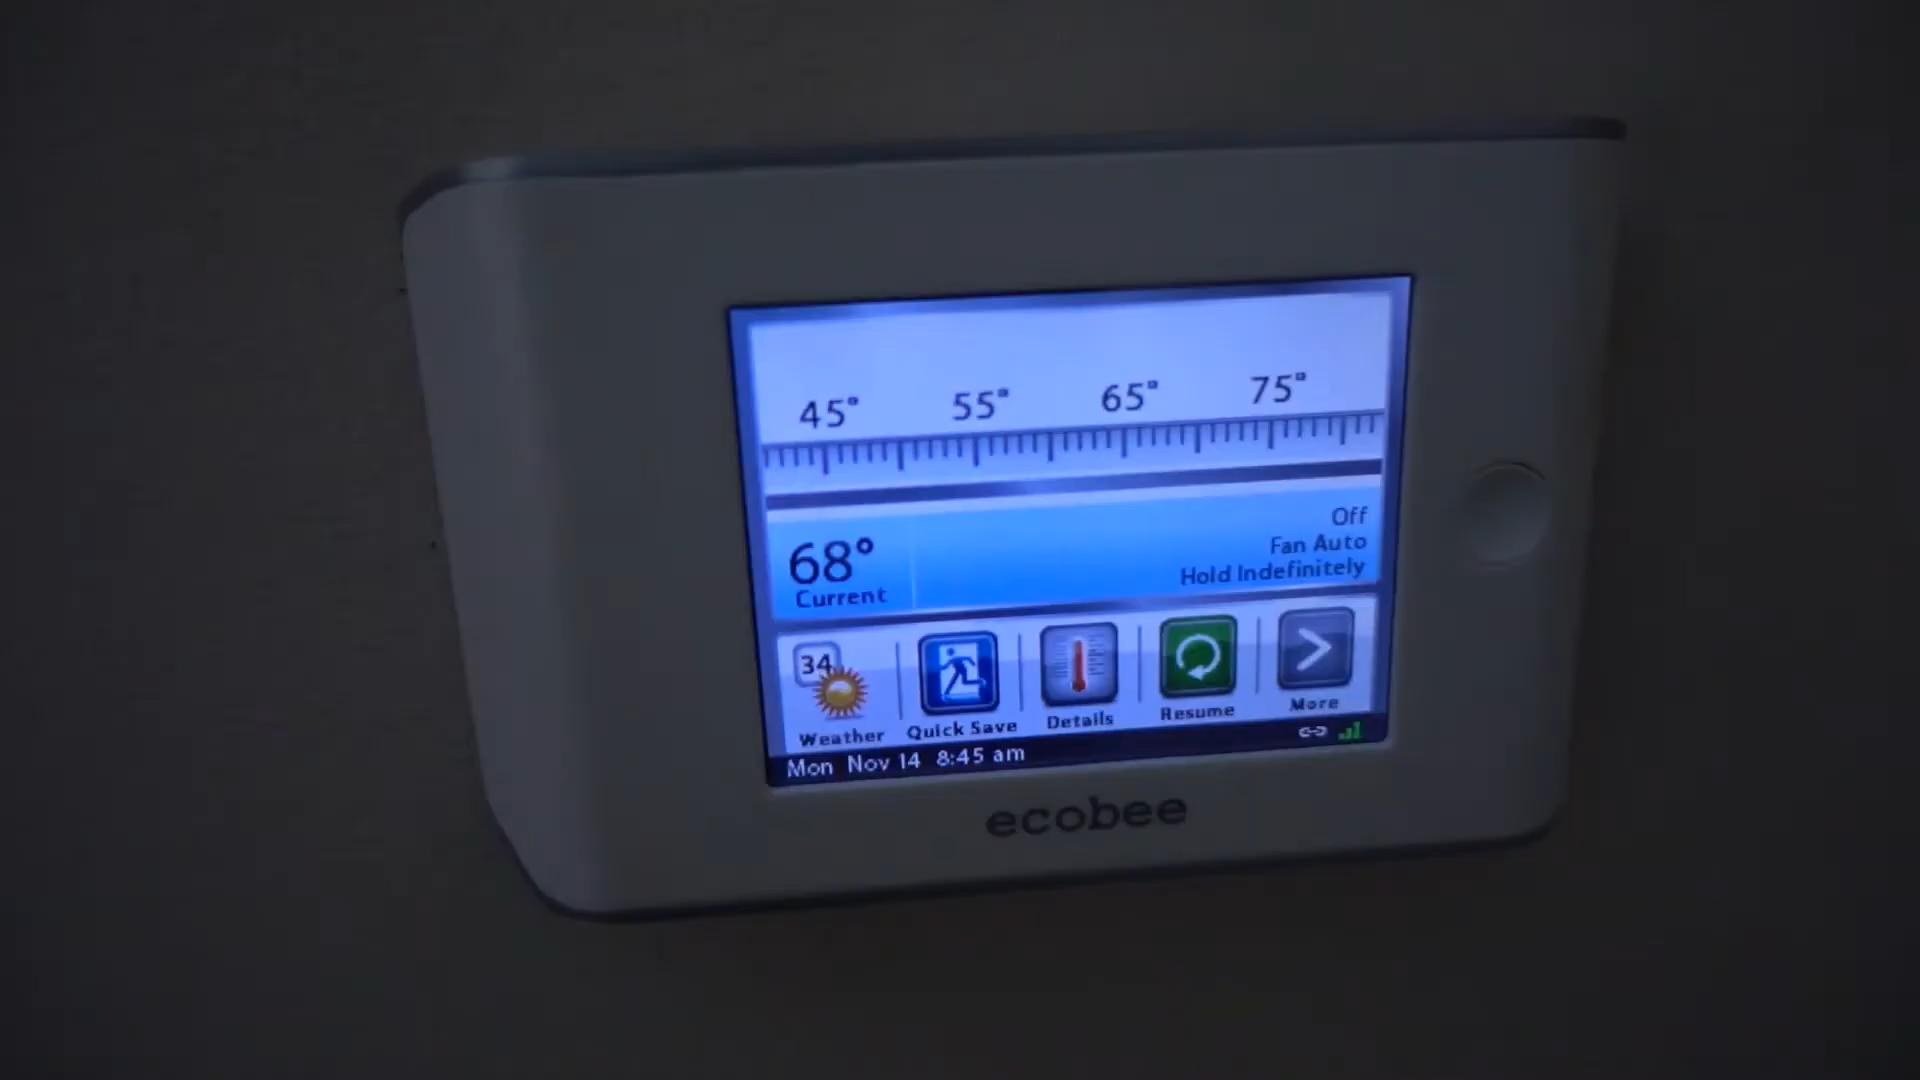 45° 55° 65° 75°
68°
Current
Off
Fan Auto
Hold Indefinitely
34
Weather
Quick Save
Details
Resume
More
Mon Nov 14 8:45 am
ecobee